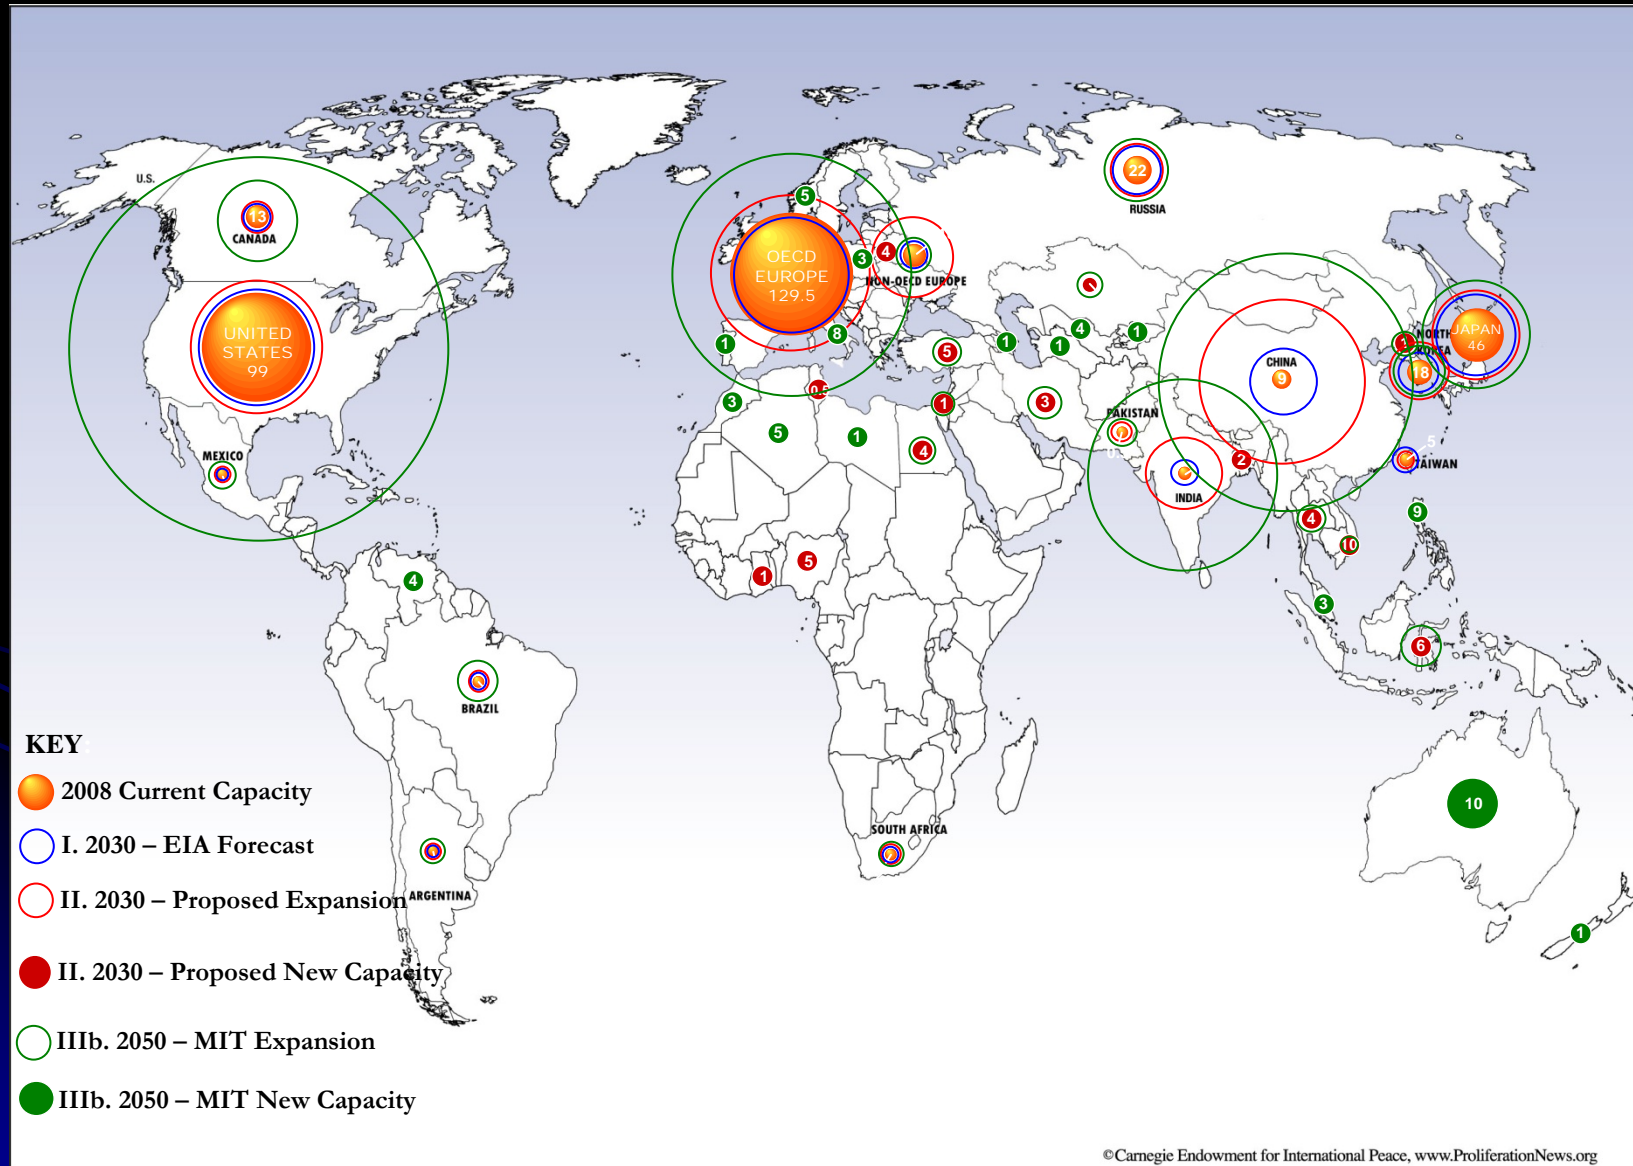 U.S.
22
RUSSIA
13
CANADA
5
4
3
NON-OECD EUROPE
OECD
EUROPE
129.5
UNITED
STATES
99
8
1
5
1
4
1
1
CHINA
9
NORTH
KOREA
18
JAPAN
46
3
5
1
4
1
3
PAKISTAN
0.5
2
INDIA
5
TAIWAN
MEXICO
4
9
10
5
1
4
3
6
BRAZIL
10
SOUTH AFRICA
ARGENTINA
1
KEY:
2008 Current Capacity
I. 2030 – EIA Forecast
II. 2030 – Proposed Expansion
II. 2030 – Proposed New Capacity
IIIb. 2050 – MIT Expansion
IIIb. 2050 – MIT New Capacity
©Carnegie Endowment for International Peace, www.ProliferationNews.org